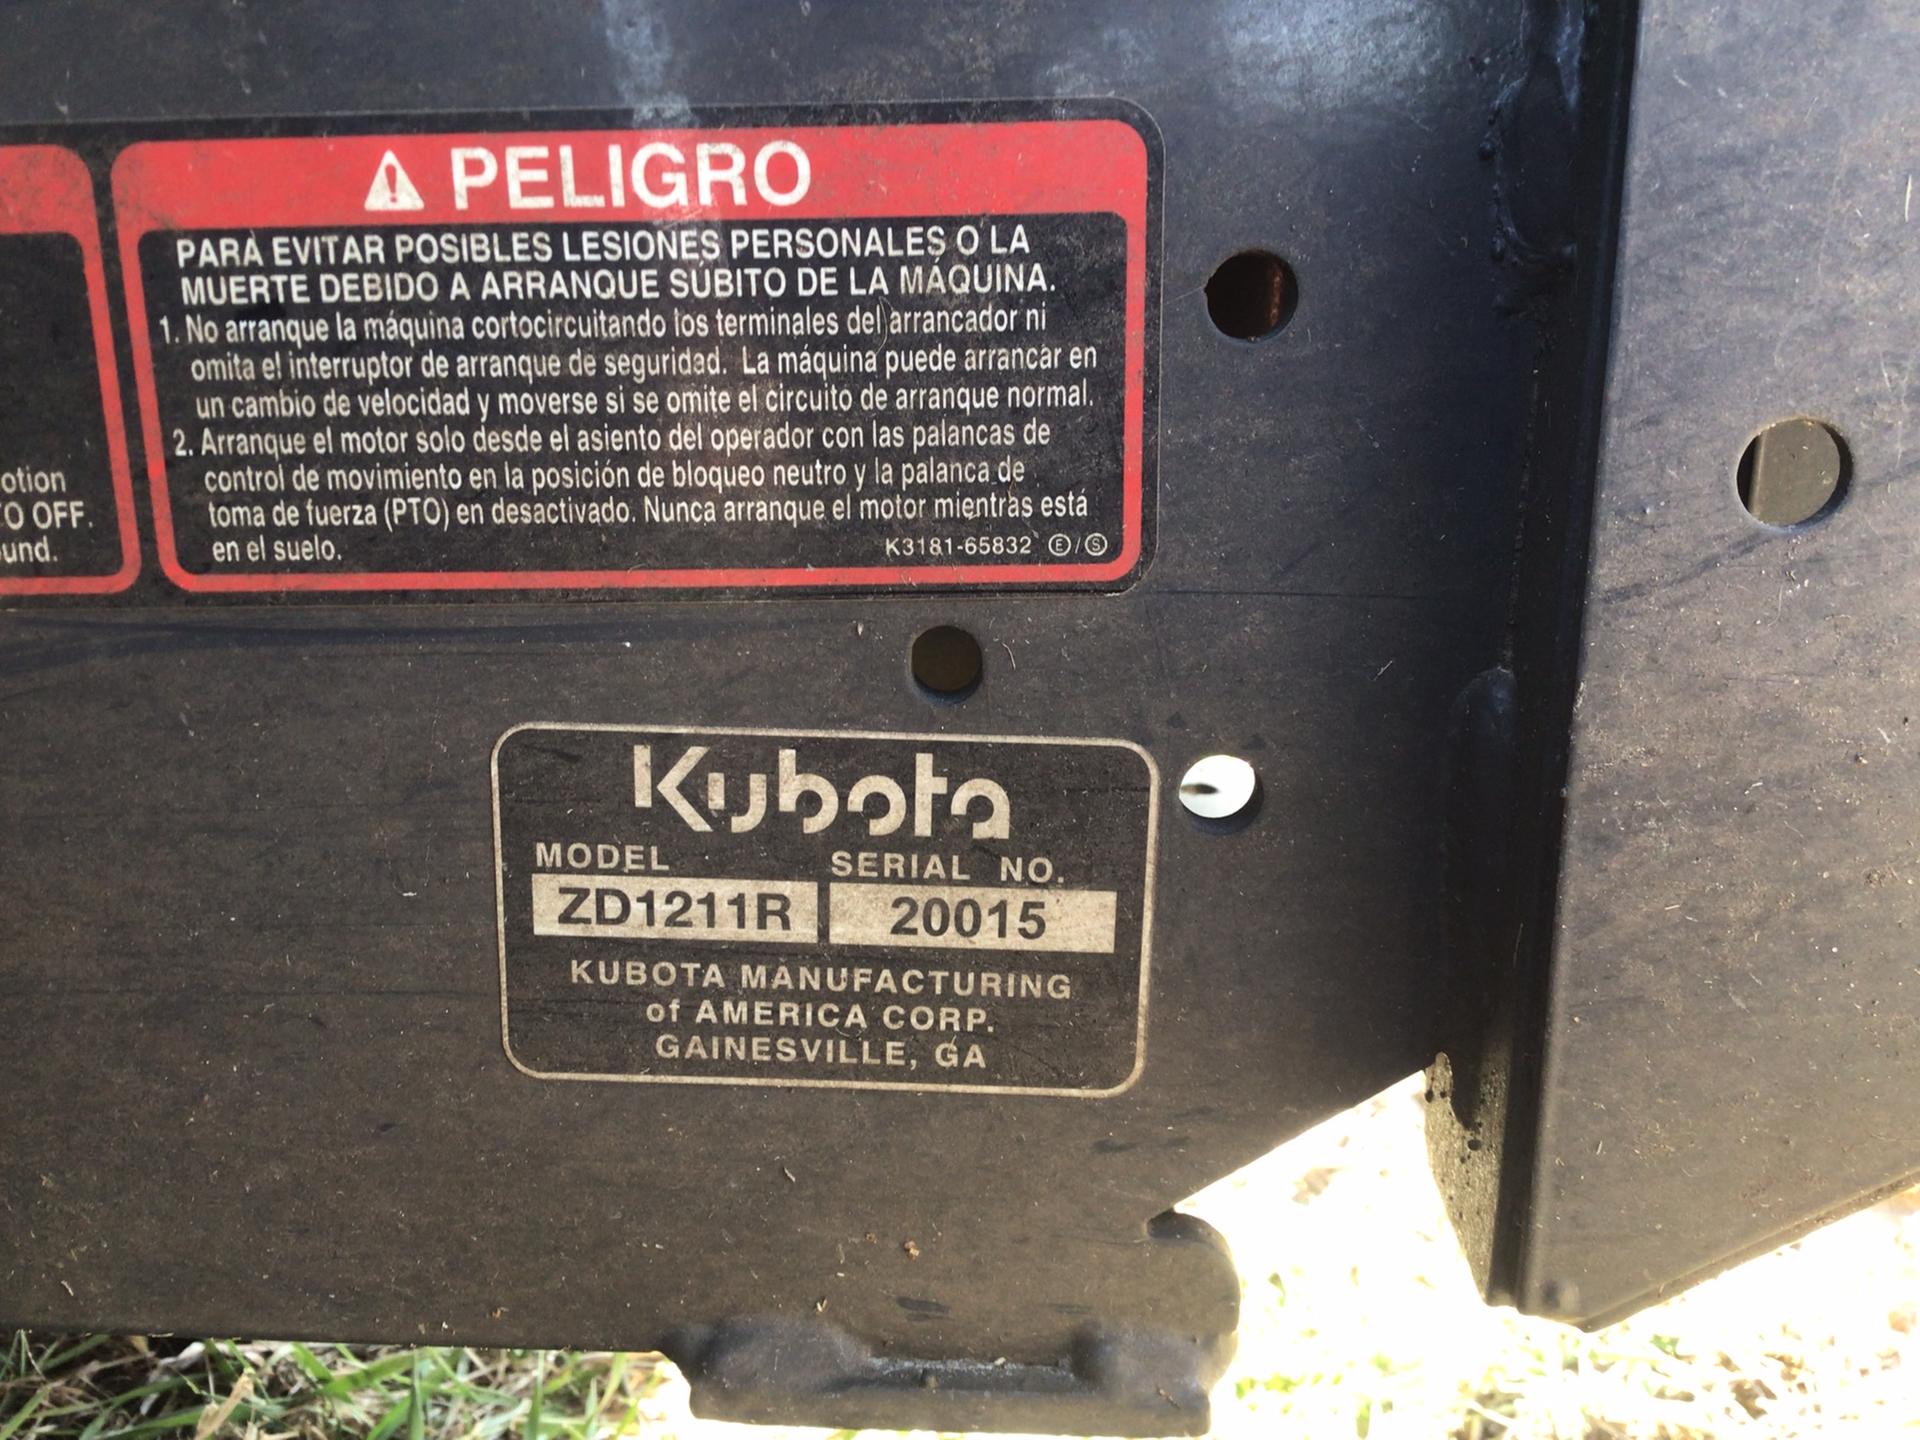 PELIGRO
PARA EVITAR POSIBLES LESIONES PERSONALES O LA
MUERTE DEBIDO A ARRANQUE SÚBITO DE LA MÁQUINA.
1. No arranque la máquina cortocircuitando los terminales del arrancador ni
omita el interruptor de arranque de seguridad. La máquina puede arrancar en
un cambio de velocidad y moverse si se omite el circuito de arranque normal.
2. Arranque el motor solo desde el asiento del operador con las palancas de
control de movimiento en la posición de bloqueo neutro y la palanca de
toma de fuerza (PTO) en desactivado. Nunca arranque el motor mientras está
en el suelo.
K3181-65832 Ⓔ/Ⓢ
otion
O OFF.
und.
Kubota
MODEL SERIAL NO.
ZD1211R 20015
KUBOTA MANUFACTURING
of AMERICA CORP.
GAINESVILLE, GA